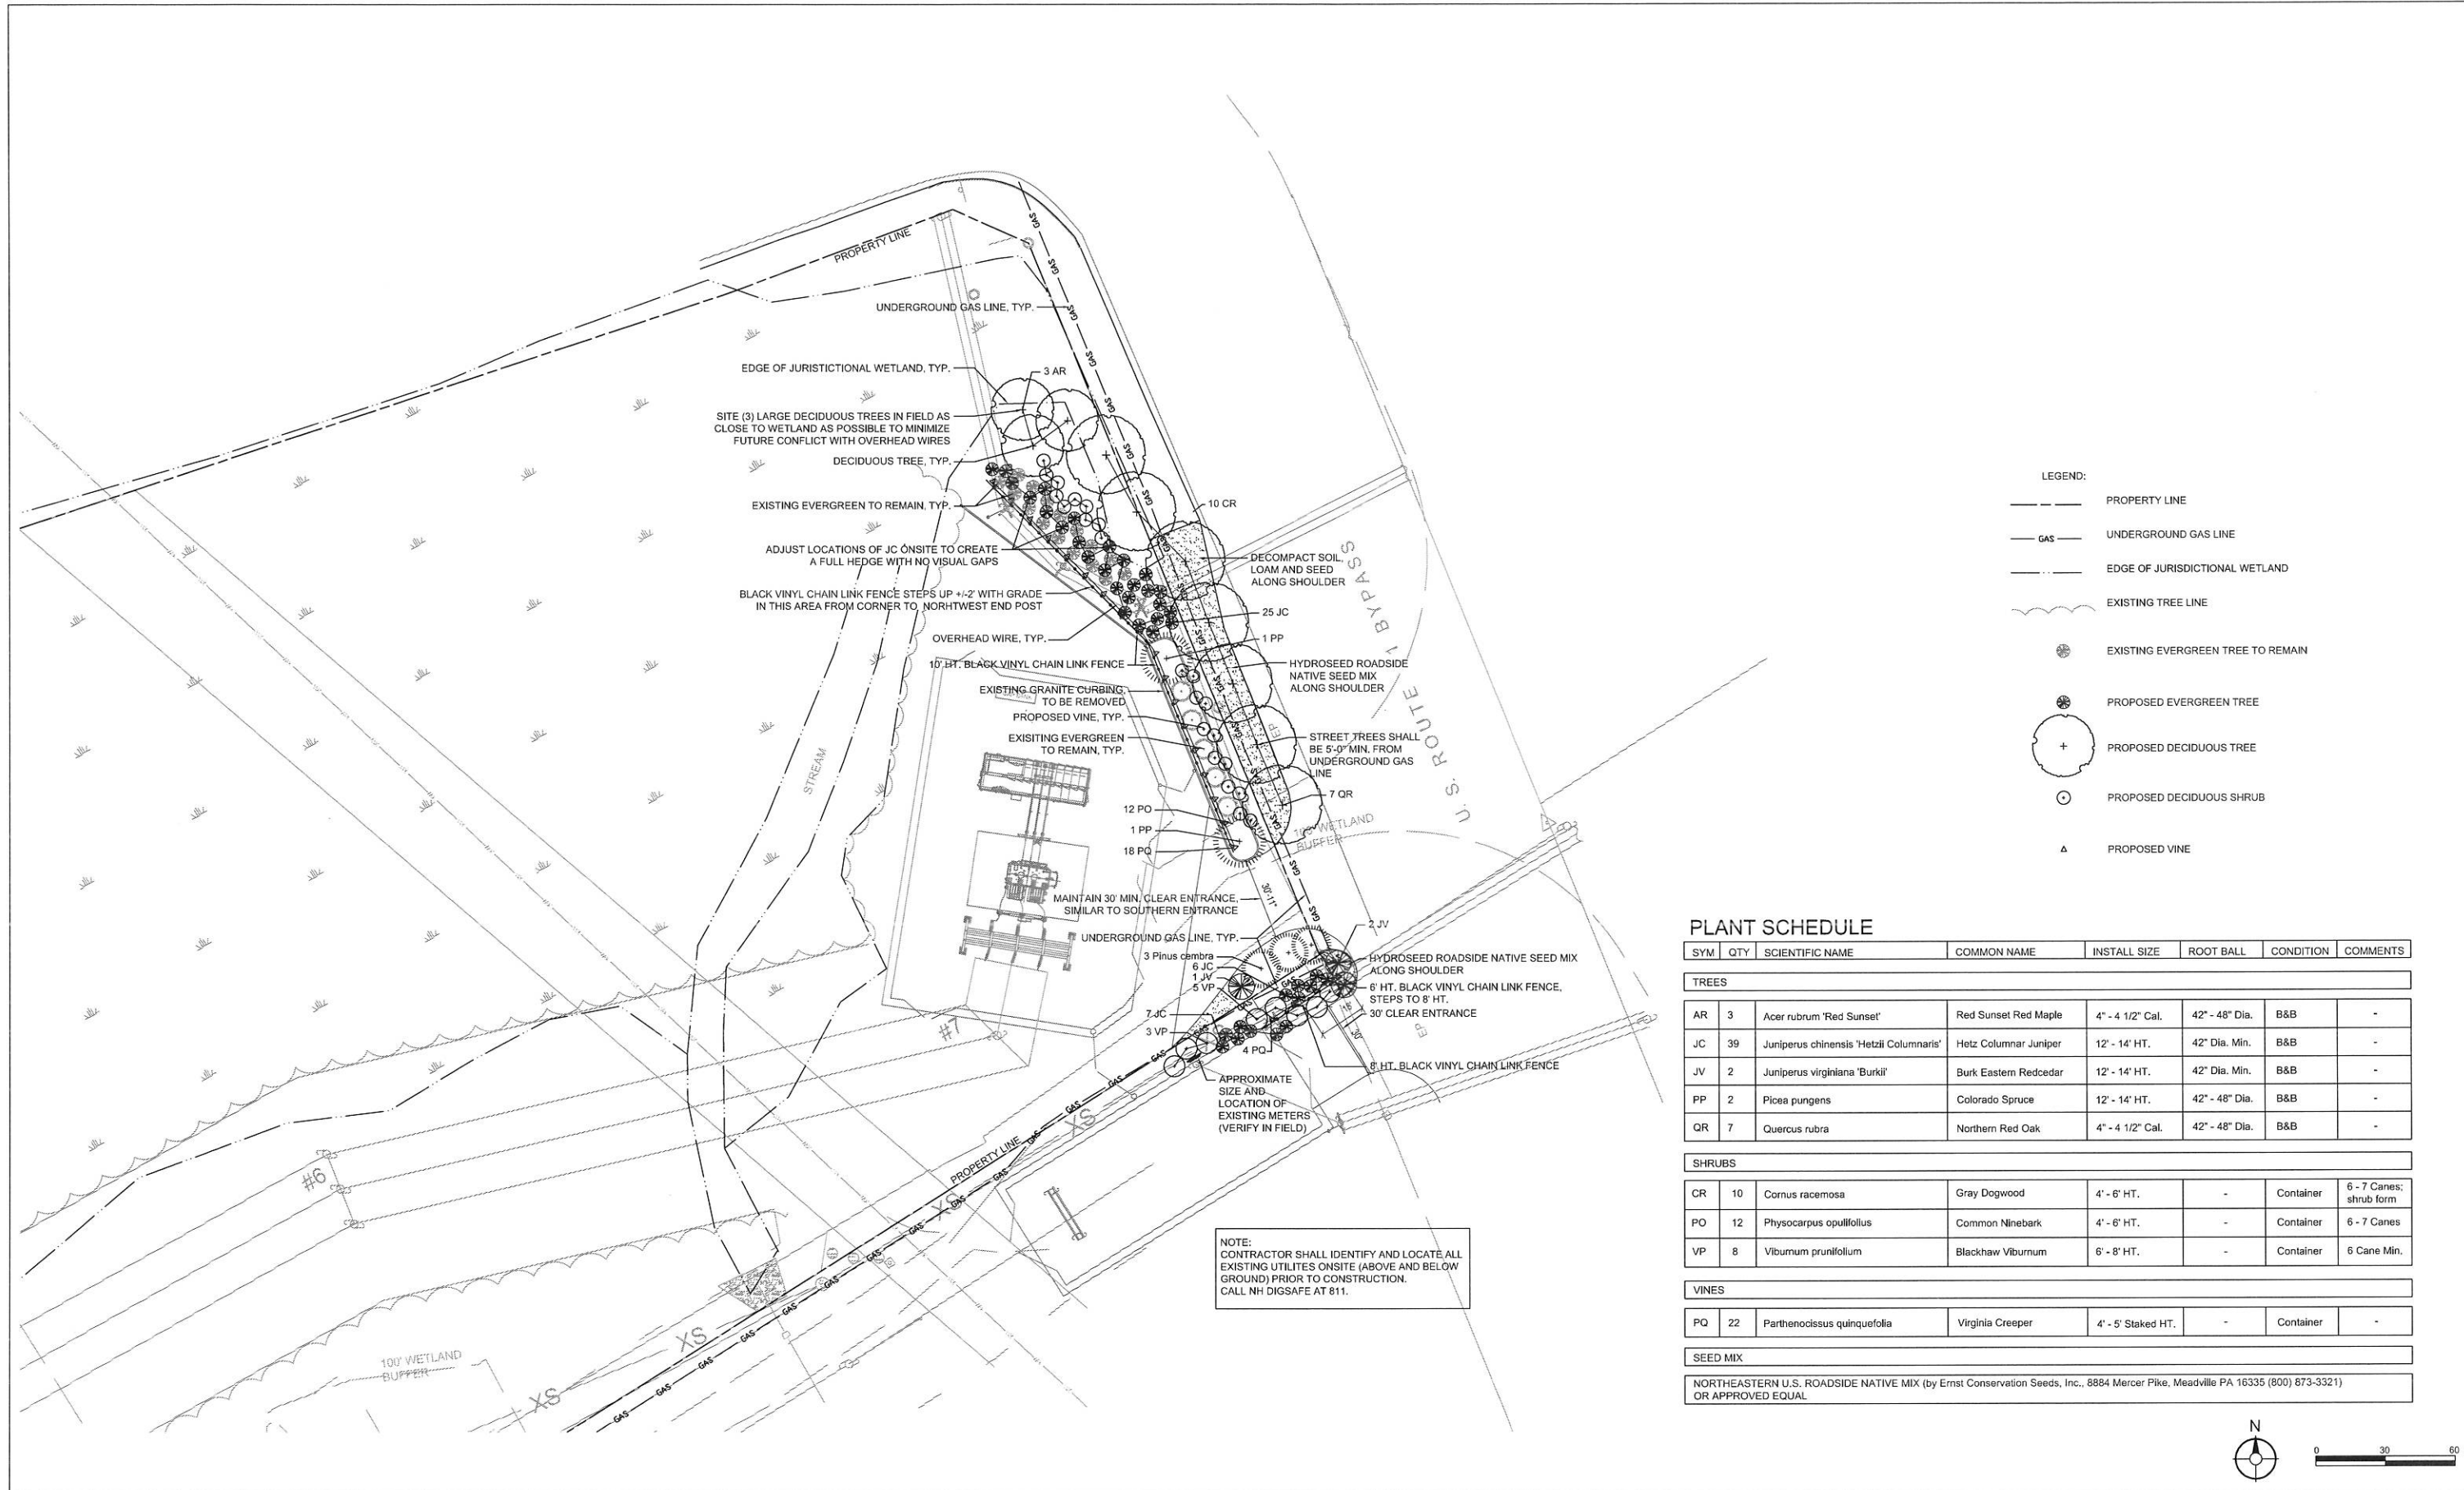 PROPERTY LINE
UNDERGROUND GAS LINE, TYP.
EDGE OF JURISTICTIONAL WETLAND, TYP.
3 AR
SITE (3) LARGE DECIDUOUS TREES IN FIELD AS
CLOSE TO WETLAND AS POSSIBLE TO MINIMIZE
FUTURE CONFLICT WITH OVERHEAD WIRES
DECIDUOUS TREE, TYP.
EXISTING EVERGREEN TO REMAIN, TYP.
10 CR
ADJUST LOCATIONS OF JC ONSITE TO CREATE
A FULL HEDGE WITH NO VISUAL GAPS
DECOMPACT SOIL,
LOAM AND SEED
ALONG SHOULDER
BLACK VINYL CHAIN LINK FENCE STEPS UP +/-2' WITH GRADE
IN THIS AREA FROM CORNER TO NORHTWEST END POST
25 JC
OVERHEAD WIRE, TYP.
1 PP
10' HT. BLACK VINYL CHAIN LINK FENCE
HYDROSEED ROADSIDE
NATIVE SEED MIX
ALONG SHOULDER
EXISTING GRANITE CURBING,
TO BE REMOVED
PROPOSED VINE, TYP.
EXISITING EVERGREEN
TO REMAIN, TYP.
STREET TREES SHALL
BE 5'-0" MIN. FROM
UNDERGROUND GAS
LINE
7 QR
12 PO
1 PP
18 PQ
100' WETLAND
BUFFER
U.S. ROUTE 1 BYPASS
EP
STREAM
MAINTAIN 30' MIN. CLEAR ENTRANCE,
SIMILAR TO SOUTHERN ENTRANCE
30'-11"
UNDERGROUND GAS LINE, TYP.
2 JV
3 Pinus cembra
6 JC
1 JV
5 VP
HYDROSEED ROADSIDE NATIVE SEED MIX
ALONG SHOULDER
6' HT. BLACK VINYL CHAIN LINK FENCE,
STEPS TO 8' HT.
30' CLEAR ENTRANCE
7 JC
3 VP
4 PQ
30'
EP
8' HT. BLACK VINYL CHAIN LINK FENCE
APPROXIMATE
SIZE AND
LOCATION OF
EXISTING METERS
(VERIFY IN FIELD)
#7
#6
PROPERTY LINE
GAS
GAS
GAS
GAS
GAS
GAS
XS
XS
XS
XS
100' WETLAND
BUFFER
NOTE:
CONTRACTOR SHALL IDENTIFY AND LOCATE ALL
EXISTING UTILITES ONSITE (ABOVE AND BELOW
GROUND) PRIOR TO CONSTRUCTION.
CALL NH DIGSAFE AT 811.
LEGEND:
PROPERTY LINE
GAS UNDERGROUND GAS LINE
EDGE OF JURISDICTIONAL WETLAND
EXISTING TREE LINE
EXISTING EVERGREEN TREE TO REMAIN
PROPOSED EVERGREEN TREE
PROPOSED DECIDUOUS TREE
PROPOSED DECIDUOUS SHRUB
PROPOSED VINE
PLANT SCHEDULE
SYM QTY SCIENTIFIC NAME COMMON NAME INSTALL SIZE ROOT BALL CONDITION COMMENTS
TREES
AR 3 Acer rubrum 'Red Sunset' Red Sunset Red Maple 4" - 4 1/2" Cal. 42" - 48" Dia. B&B -
JC 39 Juniperus chinensis 'Hetzii Columnaris' Hetz Columnar Juniper 12' - 14' HT. 42" Dia. Min. B&B -
JV 2 Juniperus virginiana 'Burkii' Burk Eastern Redcedar 12' - 14' HT. 42" Dia. Min. B&B -
PP 2 Picea pungens Colorado Spruce 12' - 14' HT. 42" - 48" Dia. B&B -
QR 7 Quercus rubra Northern Red Oak 4" - 4 1/2" Cal. 42" - 48" Dia. B&B -
SHRUBS
CR 10 Cornus racemosa Gray Dogwood 4' - 6' HT. - Container 6 - 7 Canes; shrub form
PO 12 Physocarpus opulifolius Common Ninebark 4' - 6' HT. - Container 6 - 7 Canes
VP 8 Viburnum prunifolium Blackhaw Viburnum 6' - 8' HT. - Container 6 Cane Min.
VINES
PQ 22 Parthenocissus quinquefolia Virginia Creeper 4' - 5' Staked HT. - Container -
SEED MIX
NORTHEASTERN U.S. ROADSIDE NATIVE MIX (by Ernst Conservation Seeds, Inc., 8884 Mercer Pike, Meadville PA 16335 (800) 873-3321)
OR APPROVED EQUAL
N
0 30 60